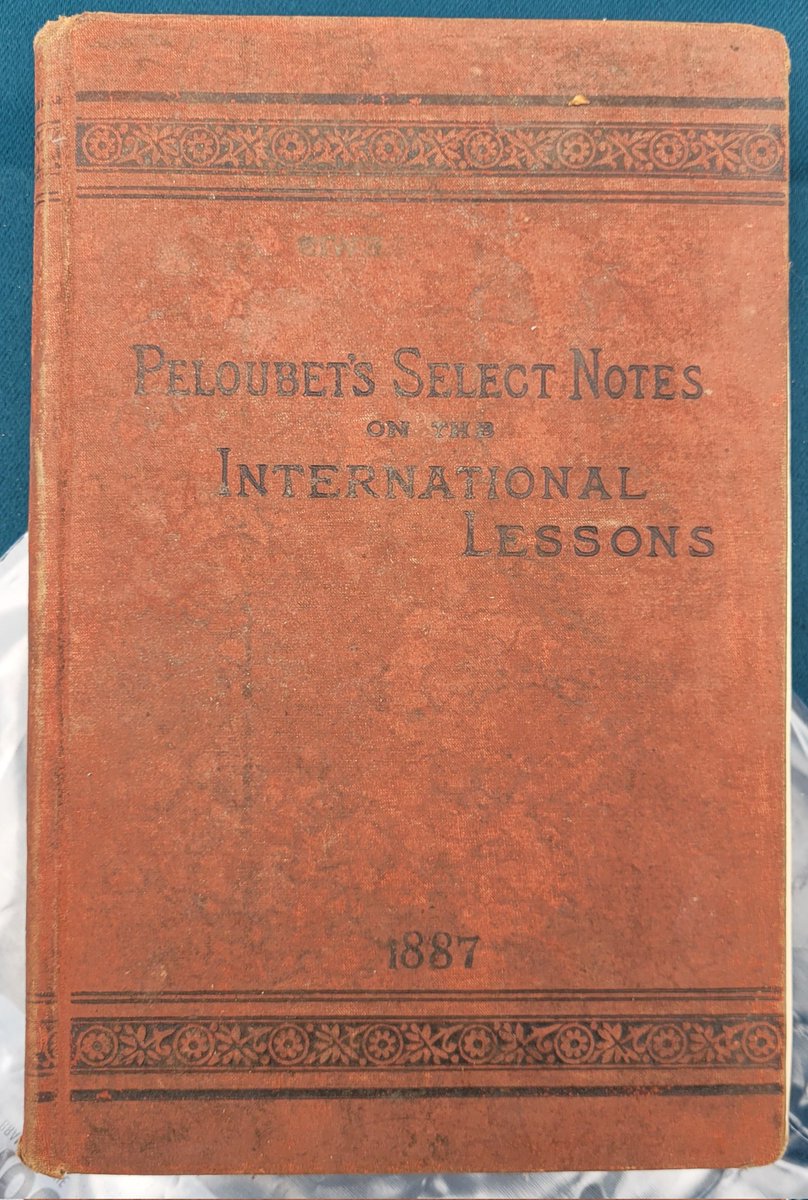 PELOUBET'S SELECT NOTES
ON THE
INTERNATIONAL
LESSONS
1887